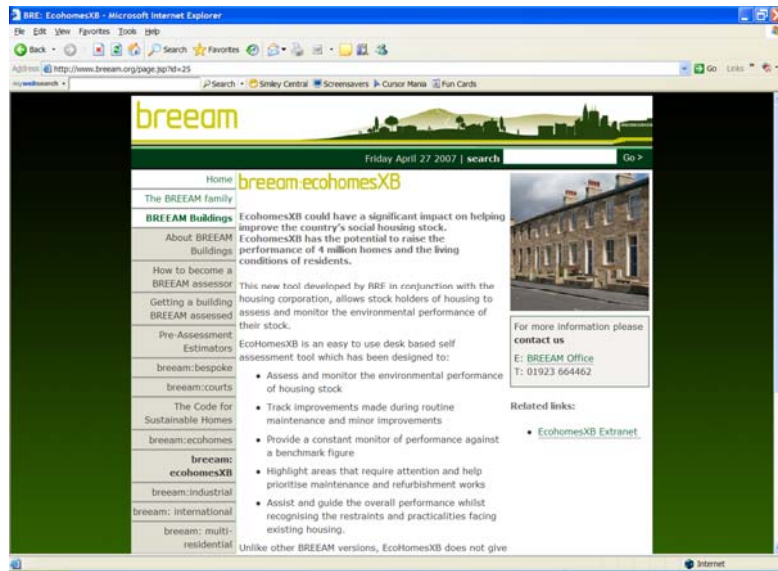 BRE: EcohomesXB - Microsoft Internet Explorer
File Edit View Favorites Tools Help
Back Search Favorites
Address http://www.breeam.org/page.jsp?id=25 Go Links
mywebsearch Search Smiley Central Screensavers Cursor Mania Fun Cards
breeam
Friday April 27 2007 | search Go >
Home
The BREEAM family
BREEAM Buildings
About BREEAM
Buildings
How to become a
BREEAM assessor
Getting a building
BREEAM assessed
Pre-Assessment
Estimators
breeam:bespoke
breeam:courts
The Code for
Sustainable Homes
breeam:ecohomes
breeam:
ecohomesXB
breeam:industrial
breeam: international
breeam: multi-
residential
breeam:ecohomesXB
EcohomesXB could have a significant impact on helping
improve the country's social housing stock.
EcohomesXB has the potential to raise the
performance of 4 million homes and the living
conditions of residents.
This new tool developed by BRE in conjunction with the
housing corporation, allows stock holders of housing to
assess and monitor the environmental performance of
their stock.
EcoHomesXB is an easy to use desk based self
assessment tool which has been designed to:
• Assess and monitor the environmental performance
of housing stock
• Track improvements made during routine
maintenance and minor improvements
• Provide a constant monitor of performance against
a benchmark figure
• Highlight areas that require attention and help
prioritise maintenance and refurbishment works
• Assist and guide the overall performance whilst
recognising the restraints and practicalities facing
existing housing.
Unlike other BREEAM versions, EcoHomesXB does not give
For more information please
contact us
E: BREEAM Office
T: 01923 664462
Related links:
• EcohomesXB Extranet
Internet